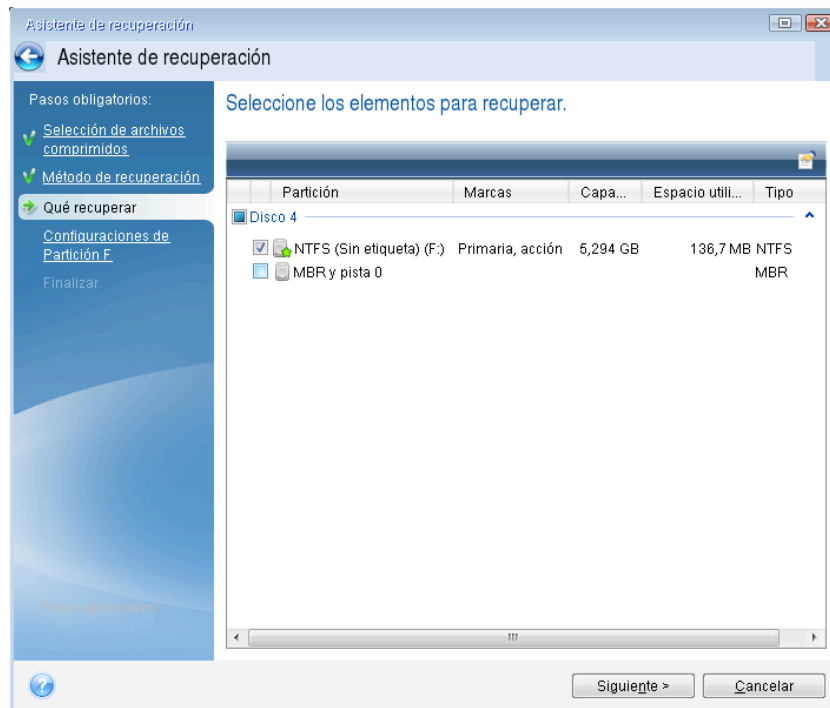 Asistente de recuperación
Asistente de recuperación
Pasos obligatorios:
Selección de archivos
comprimidos
Método de recuperación
Qué recuperar
Configuraciones de
Partición F
Finalizar
Seleccione los elementos para recuperar.
Partición Marcas Capa... Espacio utili... Tipo
Disco 4
NTFS (Sin etiqueta) (F:) Primaria, acción 5,294 GB 136,7 MB NTFS
MBR y pista 0 MBR
Siguiente > Cancelar